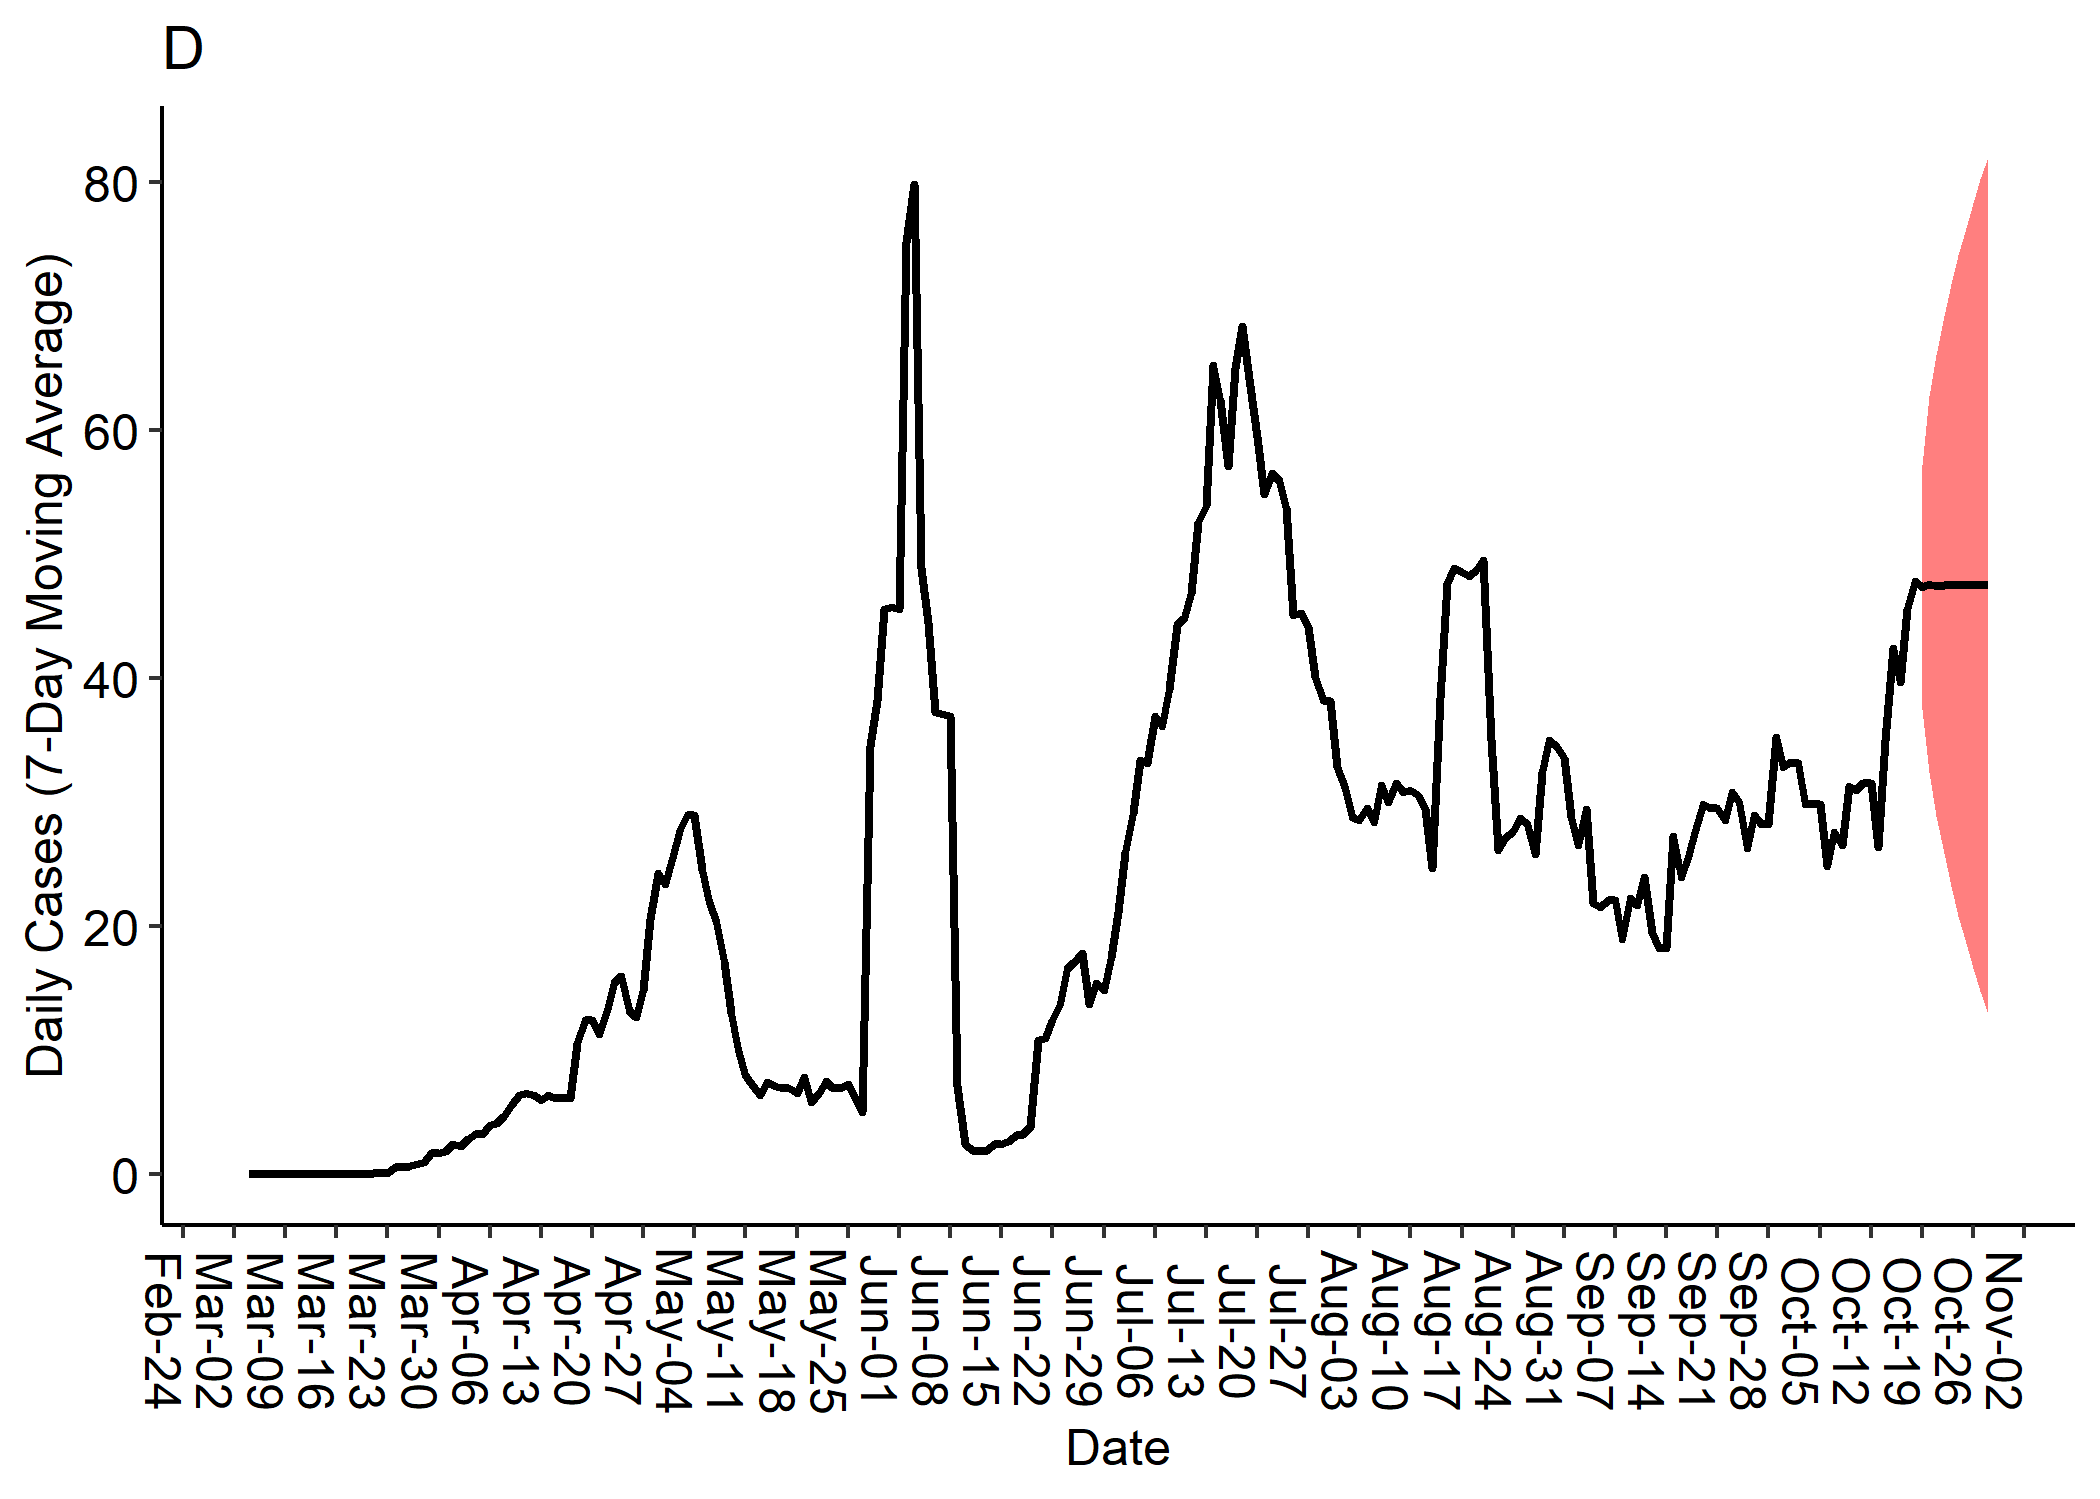 D
Daily Cases (7-Day Moving Average)
80
60
40
20
0
Feb-24
Mar-02
Mar-09
Mar-16
Mar-23
Mar-30
Apr-06
Apr-13
Apr-20
Apr-27
May-04
May-11
May-18
May-25
Jun-01
Jun-08
Jun-15
Jun-22
Jun-29
Jul-06
Jul-13
Jul-20
Jul-27
Aug-03
Aug-10
Aug-17
Aug-24
Aug-31
Sep-07
Sep-14
Sep-21
Sep-28
Oct-05
Oct-12
Oct-19
Oct-26
Nov-02
Date